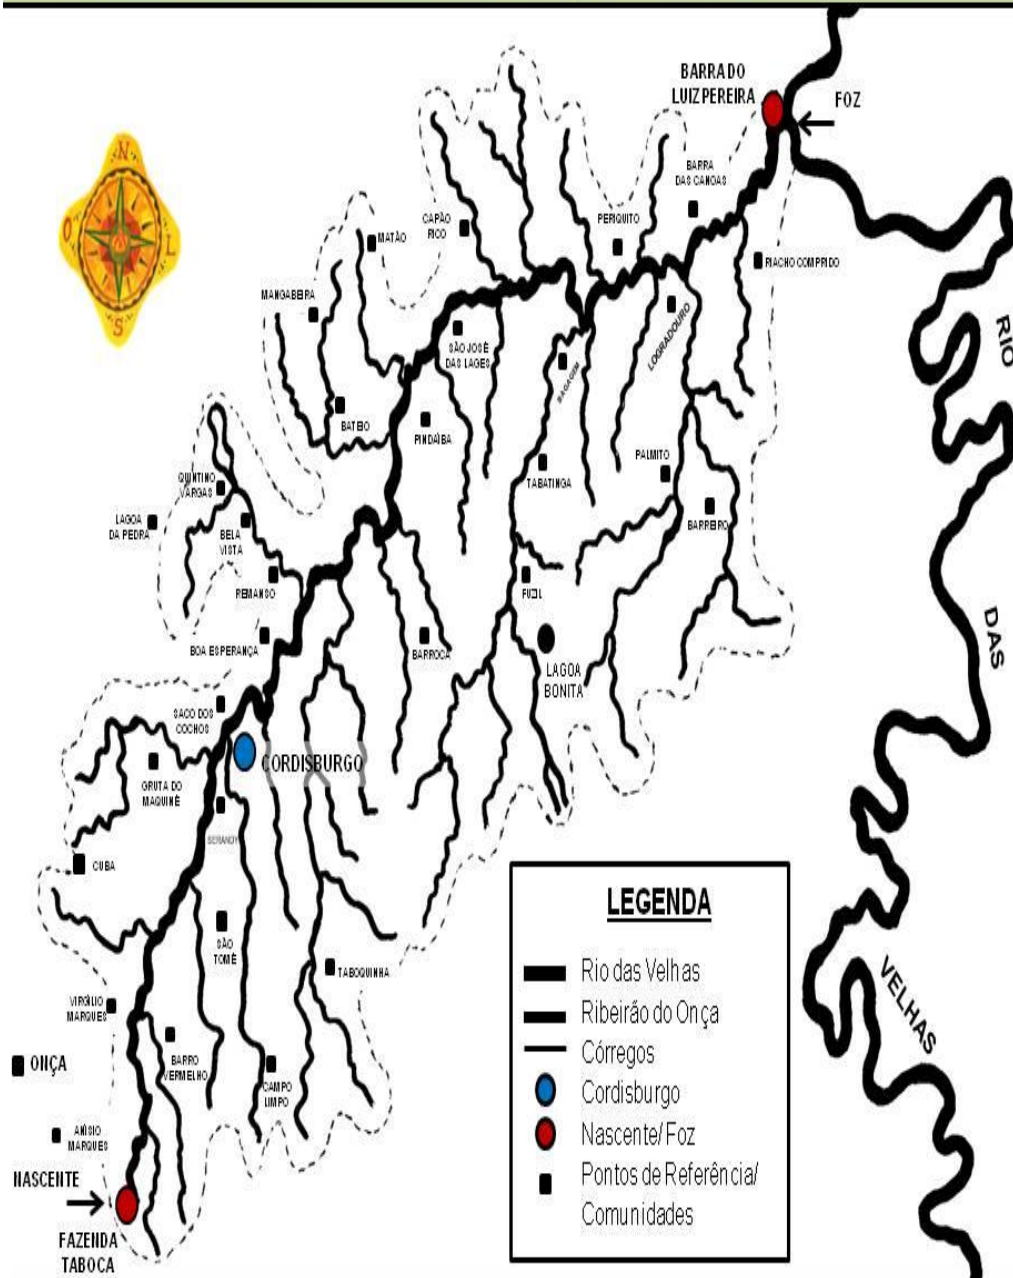 BARRA DO
LUIZ PEREIRA
FOZ
N
O
L
S
BARRA
DAS CANOAS
CAPÃO
RICO
PERIQUITO
MATÃO
RIACHO COMPRIDO
MANGABEIRA
LOGRADOURO
RIO
SÃO JOSÉ
DAS LAGES
BATEIO
PINDAÍBA
PALMITO
TABATINGA
QUINTINO
VARGAS
LAGOA
DA PEDRA
BELA
VISTA
BARREIRO
REMANSO
FUZIL
DAS
BOA ESPERANÇA
BARROCA
LAGOA
BONITA
SACO DOS
COCHOS
CORDISBURGO
GRUTA DO
MAQUINÉ
SERANDY
CUBA
SÃO
TOMÉ
TABOQUINHA
VELHAS
VIRGÍLIO
MARQUES
ONÇA
BARRO
VERMELHO
CAMPO
LIMPO
ANÍSIO
MARQUES
NASCENTE
FAZENDA
TABOCA
LEGENDA
Rio das Velhas
Ribeirão do Onça
Córregos
Cordisburgo
Nascente/ Foz
Pontos de Referência/
Comunidades